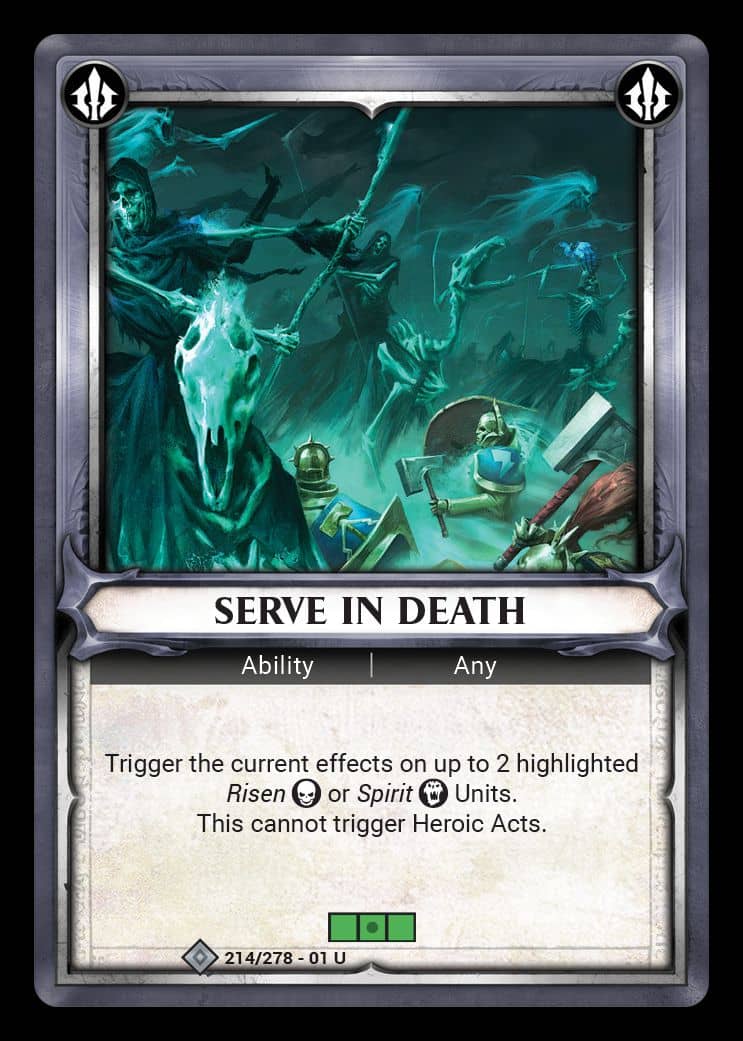 SERVE IN DEATH
Ability | Any
Trigger the current effects on up to 2 highlighted
Risen or Spirit Units.
This cannot trigger Heroic Acts.
214/278 - 01 U